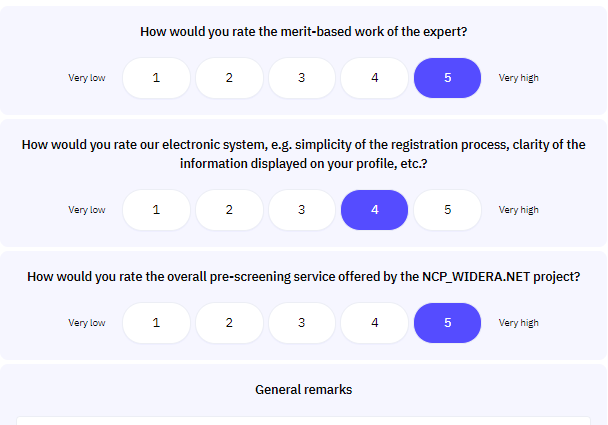 How would you rate the merit-based work of the expert?
Very low 1 2 3 4 5 Very high
How would you rate our electronic system, e.g. simplicity of the registration process, clarity of the
information displayed on your profile, etc.?
Very low 1 2 3 4 5 Very high
How would you rate the overall pre-screening service offered by the NCP_WIDERA.NET project?
Very low 1 2 3 4 5 Very high
General remarks